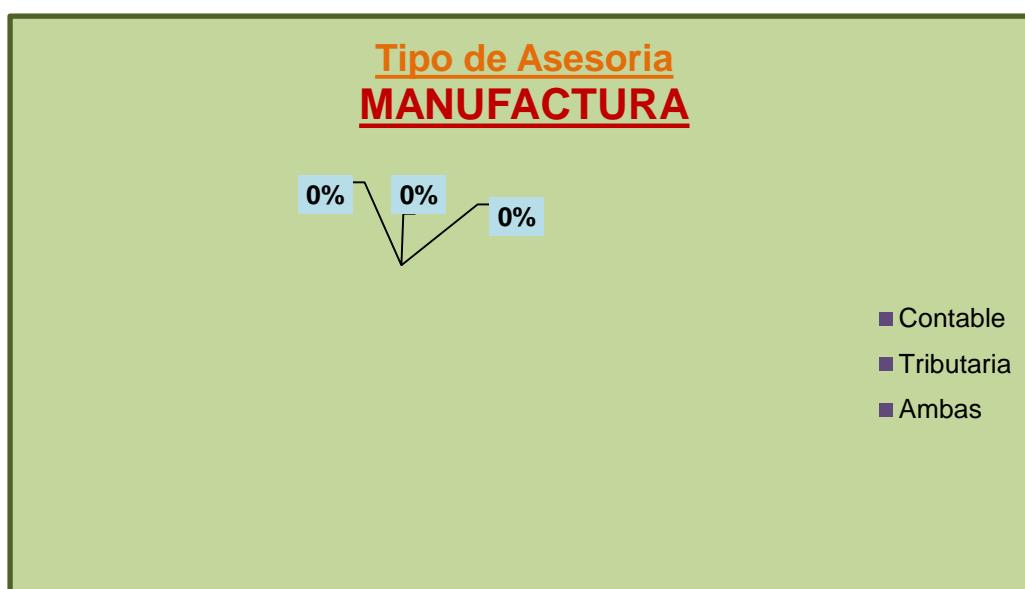 Tipo de Asesoria
MANUFACTURA
0%
0%
0%
Contable
Tributaria
Ambas